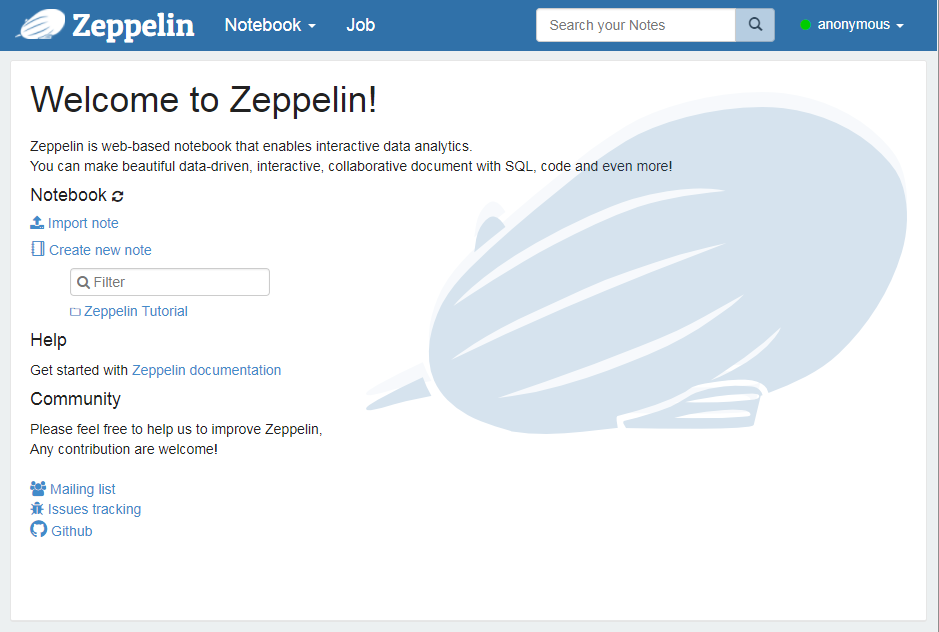 Zeppelin Notebook Job Search your Notes anonymous
Welcome to Zeppelin!
Zeppelin is web-based notebook that enables interactive data analytics.
You can make beautiful data-driven, interactive, collaborative document with SQL, code and even more!
Notebook
Import note
Create new note
Filter
Zeppelin Tutorial
Help
Get started with Zeppelin documentation
Community
Please feel free to help us to improve Zeppelin,
Any contribution are welcome!
Mailing list
Issues tracking
Github